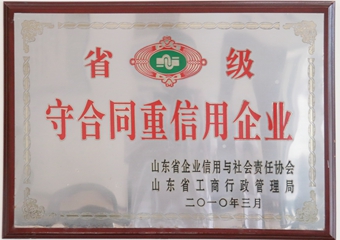 省 级
守合同重信用企业
山东省企业信用与社会责任协会
山东省工商行政管理局
二〇一〇年三月